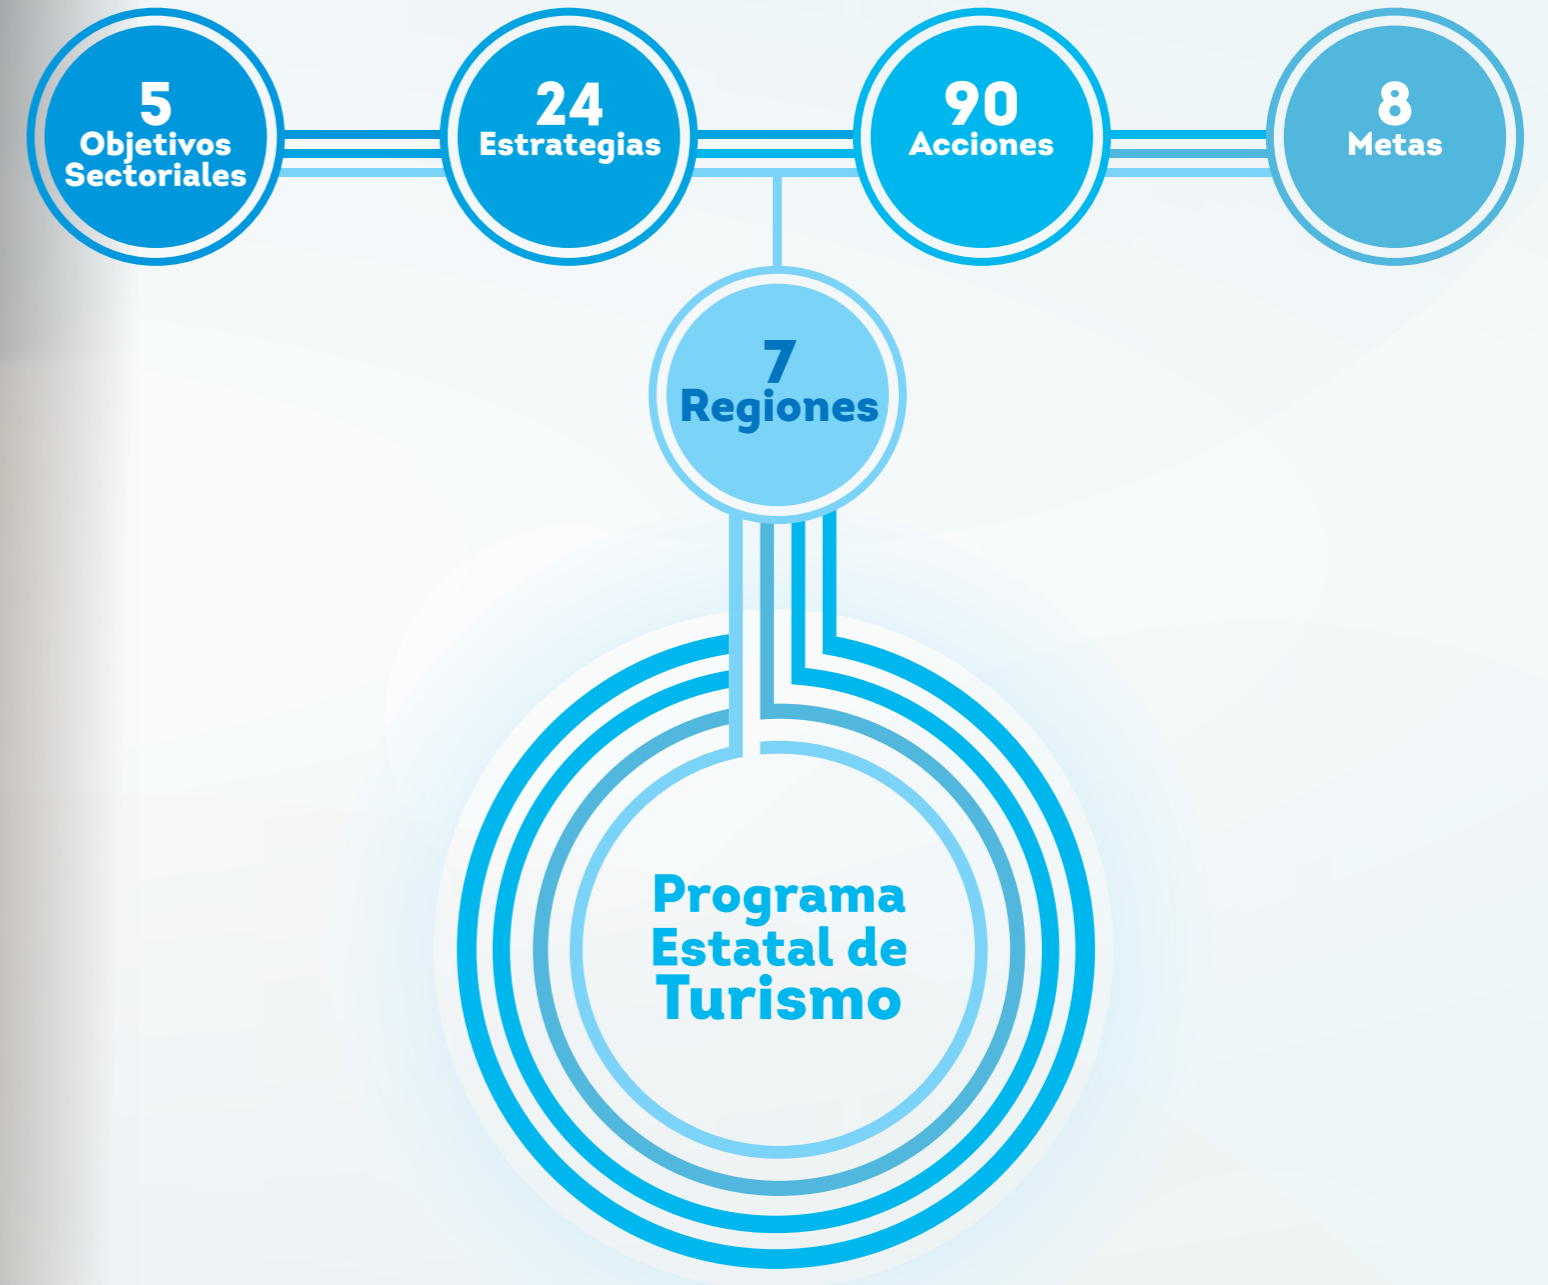 5
Objetivos
Sectoriales
24
Estrategias
90
Acciones
8
Metas
7
Regiones
Programa
Estatal de
Turismo